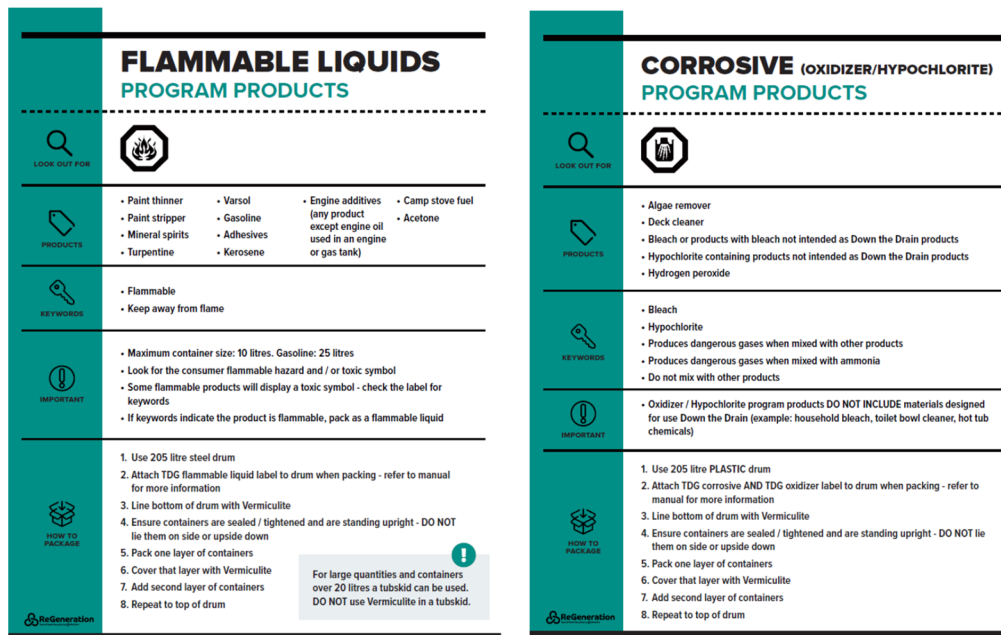 FLAMMABLE LIQUIDS
PROGRAM PRODUCTS
LOOK OUT FOR
PRODUCTS
• Paint thinner
• Paint stripper
• Mineral spirits
• Turpentine
• Varsol
• Gasoline
• Adhesives
• Kerosene
• Engine additives
(any product
except engine oil
used in an engine
or gas tank)
• Camp stove fuel
• Acetone
KEYWORDS
• Flammable
• Keep away from flame
IMPORTANT
• Maximum container size: 10 litres. Gasoline: 25 litres
• Look for the consumer flammable hazard and / or toxic symbol
• Some flammable products will display a toxic symbol - check the label for
keywords
• If keywords indicate the product is flammable, pack as a flammable liquid
HOW TO
PACKAGE
1. Use 205 litre steel drum
2. Attach TDG flammable liquid label to drum when packing - refer to manual
for more information
3. Line bottom of drum with Vermiculite
4. Ensure containers are sealed / tightened and are standing upright - DO NOT
lie them on side or upside down
5. Pack one layer of containers
6. Cover that layer with Vermiculite
7. Add second layer of containers
8. Repeat to top of drum
!
For large quantities and containers
over 20 litres a tubskid can be used.
DO NOT use Vermiculite in a tubskid.
ReGeneration
CORROSIVE (OXIDIZER/HYPOCHLORITE)
PROGRAM PRODUCTS
LOOK OUT FOR
PRODUCTS
• Algae remover
• Deck cleaner
• Bleach or products with bleach not intended as Down the Drain products
• Hypochlorite containing products not intended as Down the Drain products
• Hydrogen peroxide
KEYWORDS
• Bleach
• Hypochlorite
• Produces dangerous gases when mixed with other products
• Produces dangerous gases when mixed with ammonia
• Do not mix with other products
IMPORTANT
• Oxidizer / Hypochlorite program products DO NOT INCLUDE materials designed
for use Down the Drain (example: household bleach, toilet bowl cleaner, hot tub
chemicals)
HOW TO
PACKAGE
1. Use 205 litre PLASTIC drum
2. Attach TDG corrosive AND TDG oxidizer label to drum when packing - refer to
manual for more information
3. Line bottom of drum with Vermiculite
4. Ensure containers are sealed / tightened and are standing upright - DO NOT lie
them on side or upside down
5. Pack one layer of containers
6. Cover that layer with Vermiculite
7. Add second layer of containers
8. Repeat to top of drum
ReGeneration